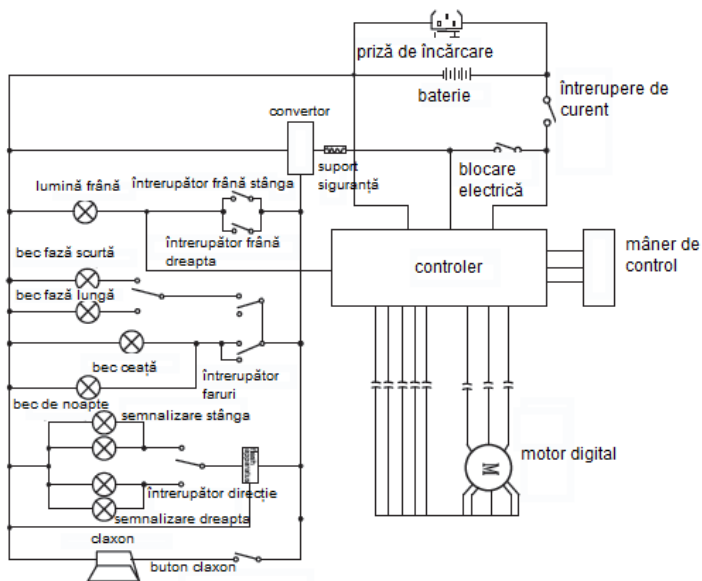 priză de încărcare
baterie
întrerupere de
curent
convertor
suport
siguranță
blocare
electrică
lumină frână
întrerupător frână stânga
întrerupător frână
dreapta
bec fază scurtă
bec fază lungă
controler
mâner de
control
bec ceață
întrerupător
faruri
bec de noapte
semnalizare stânga
Flash
apparatus
întrerupător direcție
semnalizare dreapta
M
motor digital
claxon
buton claxon